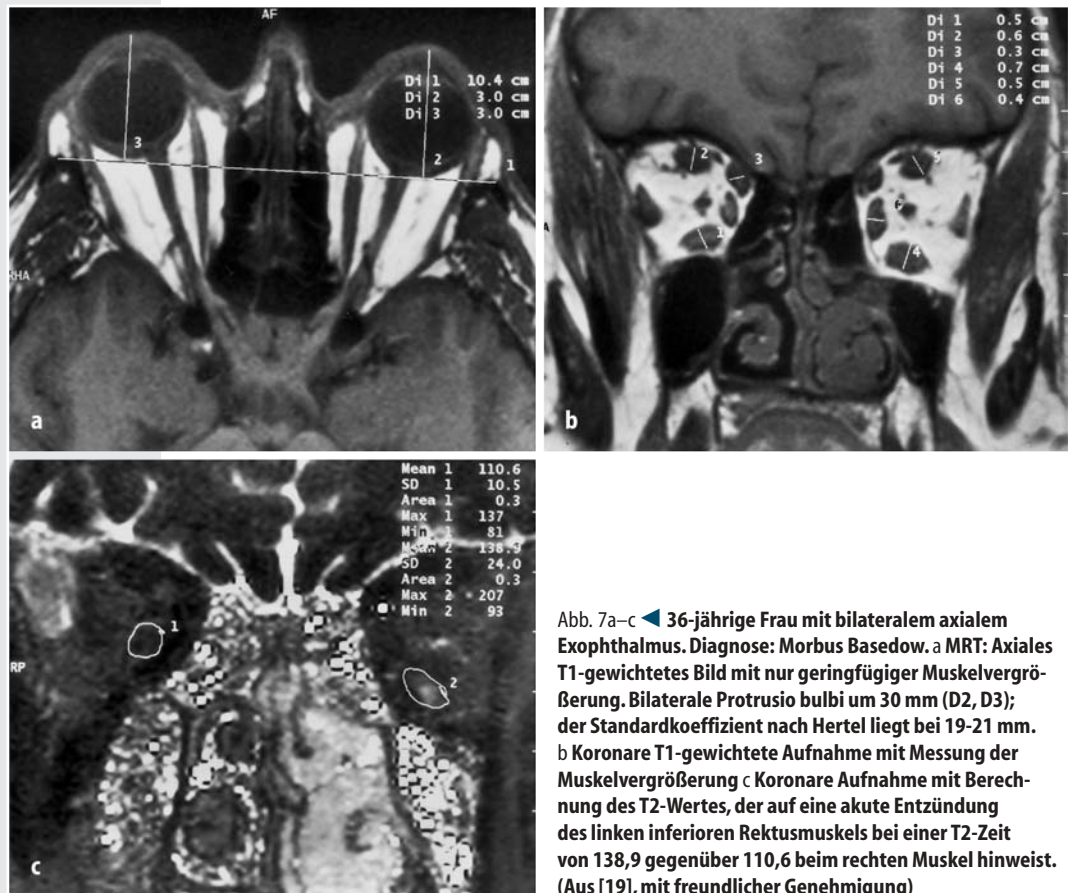 AF
Di 1 10.4 cm
Di 2 3.0 cm
Di 3 3.0 cm
3
2
1
RHA
a
Di 1 0.5 cm
Di 2 0.6 cm
Di 3 0.3 cm
Di 4 0.7 cm
Di 5 0.5 cm
Di 6 0.4 cm
2
3
5
6
1
4
A
b
Mean 1 110.6
SD 1 10.5
Area 1 0.3
Max 1 137
Min 1 81
Mean 2 138.9
SD 2 24.0
Area 2 0.3
Max 2 207
Min 2 93
1
2
RP
c
Abb. 7a–c ◀ 36-jährige Frau mit bilateralem axialem
Exophthalmus. Diagnose: Morbus Basedow. a MRT: Axiales
T1-gewichtetes Bild mit nur geringfügiger Muskelvergrö-
ßerung. Bilaterale Protrusio bulbi um 30 mm (D2, D3);
der Standardkoeffizient nach Hertel liegt bei 19-21 mm.
b Koronare T1-gewichtete Aufnahme mit Messung der
Muskelvergrößerung c Koronare Aufnahme mit Berech-
nung des T2-Wertes, der auf eine akute Entzündung
des linken inferioren Rektusmuskels bei einer T2-Zeit
von 138,9 gegenüber 110,6 beim rechten Muskel hinweist.
(Aus [19], mit freundlicher Genehmigung)